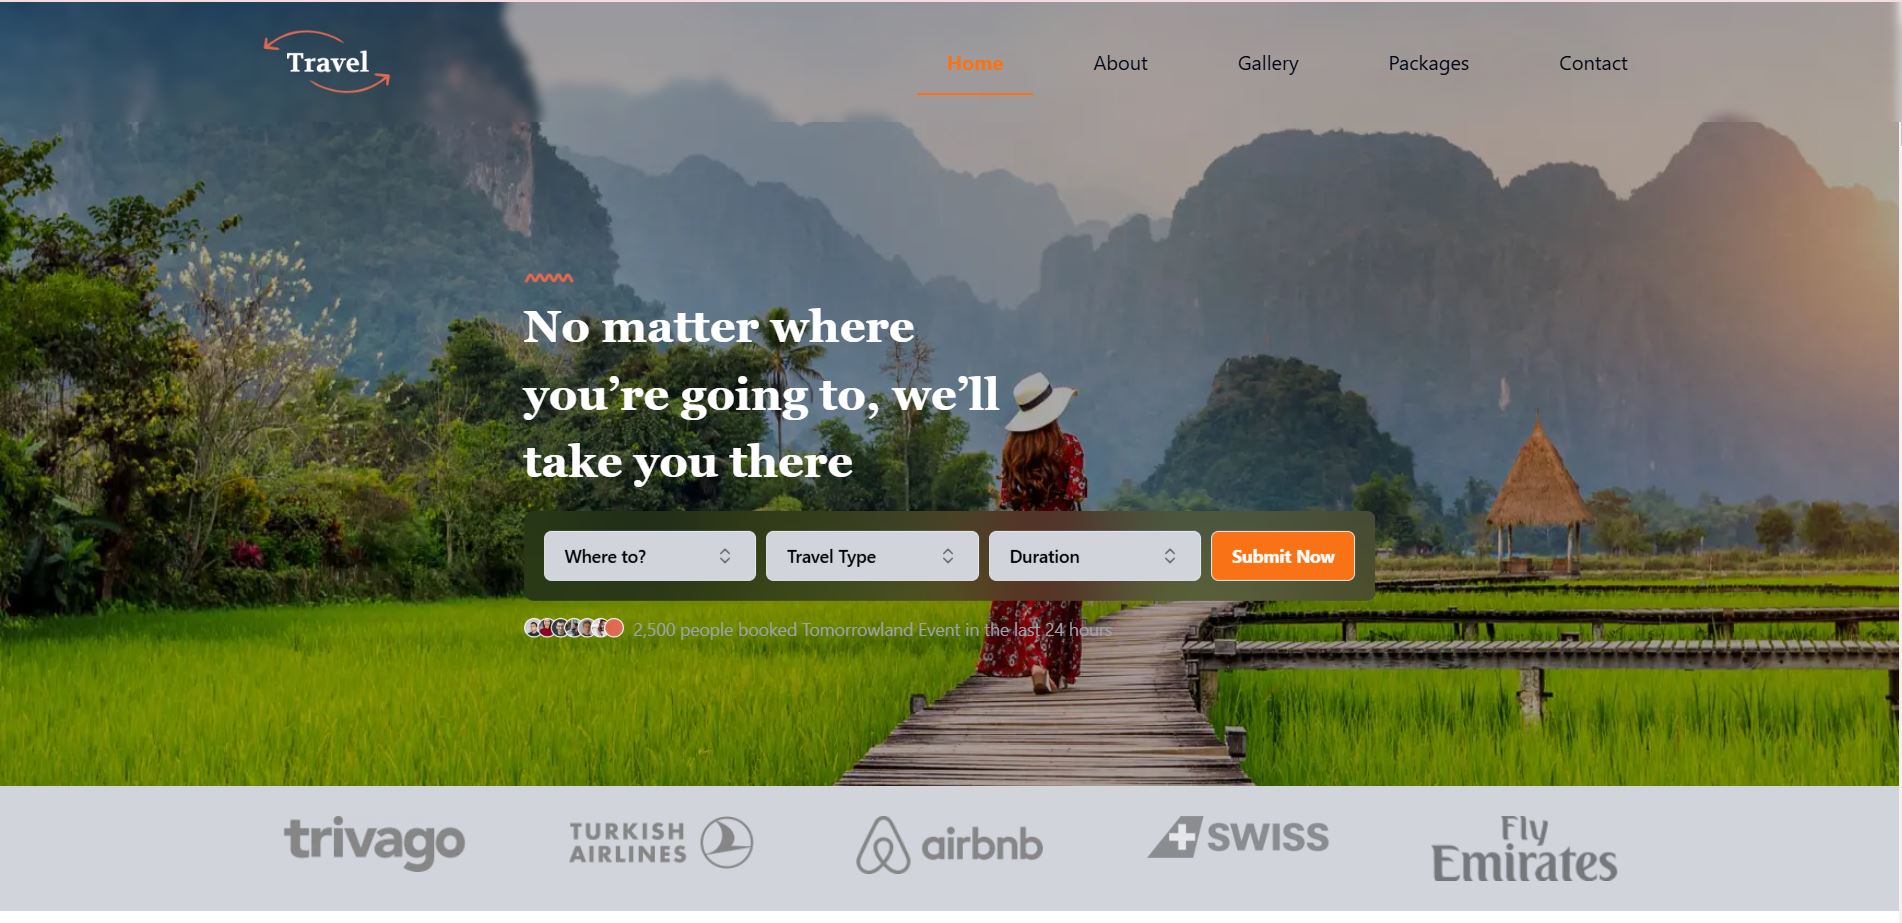 Travel
Home About Gallery Packages Contact
No matter where
you’re going to, we’ll
take you there
Where to? Travel Type Duration Submit Now
2,500 people booked Tomorrowland Event in the last 24 hours
trivago TURKISH AIRLINES airbnb SWISS Fly Emirates